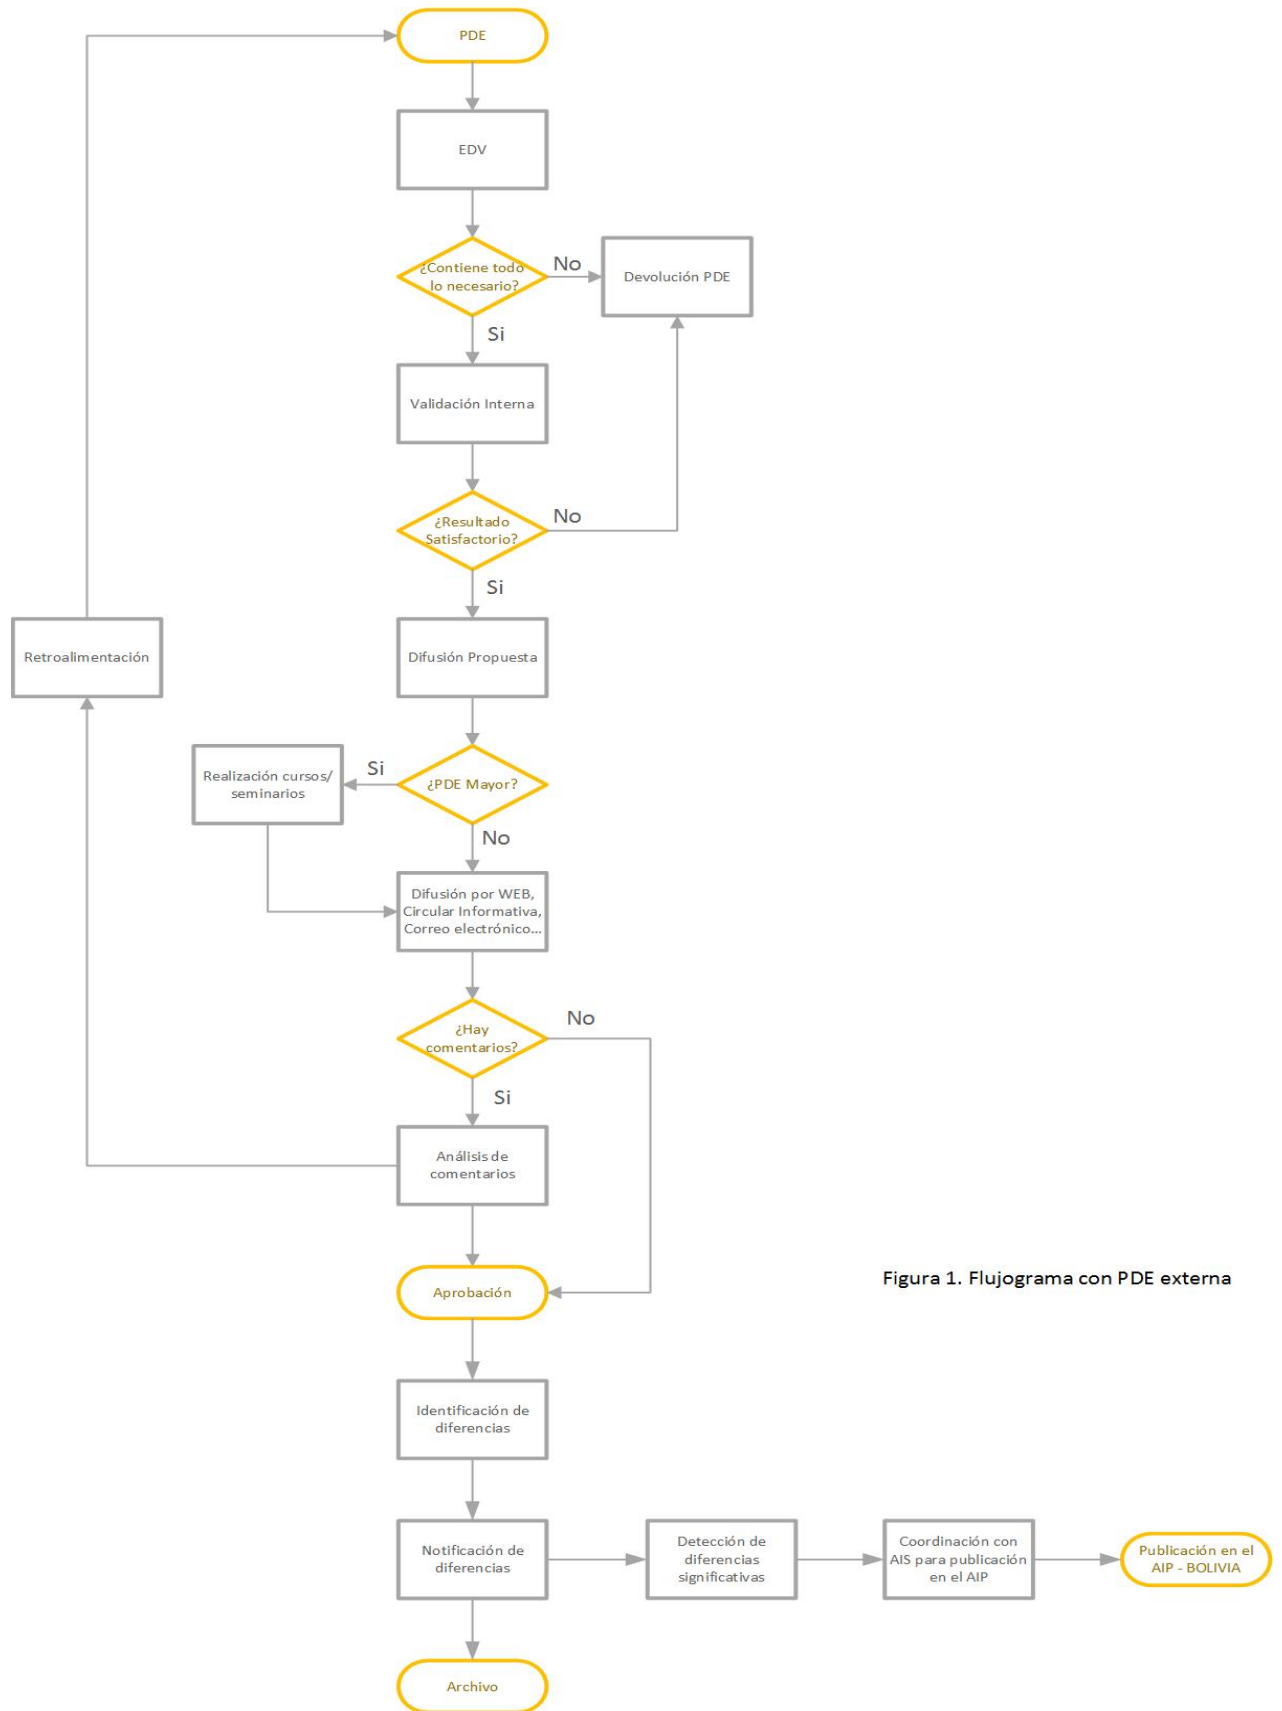 PDE
EDV
¿Contiene todo
lo necesario?
No
Devolución PDE
Si
Validación Interna
¿Resultado
Satisfactorio?
No
Si
Retroalimentación
Difusión Propuesta
Realización cursos/
seminarios
Si
¿PDE Mayor?
No
Difusión por WEB,
Circular Informativa,
Correo electrónico...
¿Hay
comentarios?
No
Si
Análisis de
comentarios
Aprobación
Figura 1. Flujograma con PDE externa
Identificación de
diferencias
Notificación de
diferencias
Detección de
diferencias
significativas
Coordinación con
AIS para publicación
en el AIP
Publicación en el
AIP - BOLIVIA
Archivo